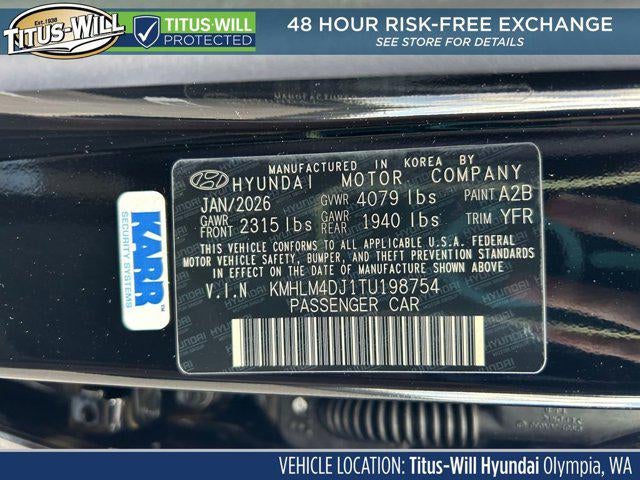 Est. 1938
TITUS-WILL
TITUS-WILL
PROTECTED
48 HOUR RISK-FREE EXCHANGE
SEE STORE FOR DETAILS
KARR
SECURITY SYSTEMS
MANUFACTURED IN KOREA BY
HYUNDAI MOTOR COMPANY
JAN/2026 GVWR 4079 lbs PAINT A2B
GAWR FRONT 2315 lbs GAWR REAR 1940 lbs TRIM YFR
THIS VEHICLE CONFORMS TO ALL APPLICABLE U.S.A. FEDERAL
MOTOR VEHICLE SAFETY, BUMPER, AND THEFT PREVENTION STANDARDS
IN EFFECT ON THE DATE OF MANUFACTURE SHOWN ABOVE.
V.I.N KMHLM4DJ1TU198754
PASSENGER CAR
VEHICLE LOCATION: Titus-Will Hyundai Olympia, WA